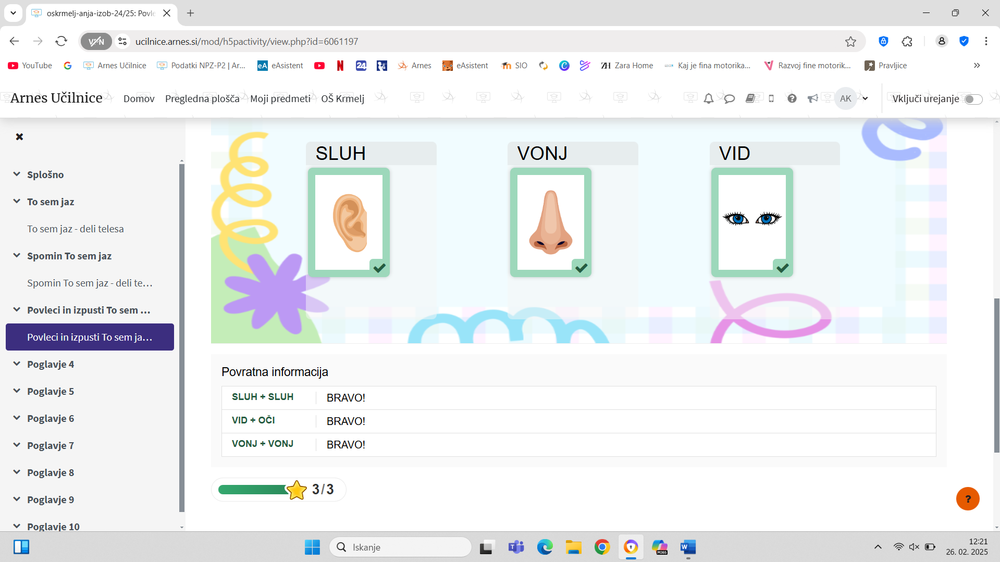 oskrmelj-anja-izob-24/25: Povle
VPN
ucilnice.arnes.si/mod/h5pactivity/view.php?id=6061197
YouTube
Arnes Učilnice
Podatki NPZ-P2 | Ar...
eA eAsistent
24
Arnes
eAsistent
SIO
ZH Zara Home
Kaj je fina motorika...
Razvoj fine motorik...
Pravljice
Arnes Učilnice
Domov
Pregledna plošča
Moji predmeti
OŠ Krmelj
AK
Vključi urejanje
Splošno
To sem jaz
To sem jaz - deli telesa
Spomin To sem jaz
Spomin To sem jaz - deli te...
Povleci in izpusti To sem ...
Povleci in izpusti To sem ja...
Poglavje 4
Poglavje 5
Poglavje 6
Poglavje 7
Poglavje 8
Poglavje 9
Poglavje 10
SLUH
VONJ
VID
Povratna informacija
SLUH + SLUH BRAVO!
VID + OČI BRAVO!
VONJ + VONJ BRAVO!
3/3
?
Iskanje
M365
12:21
26. 02. 2025